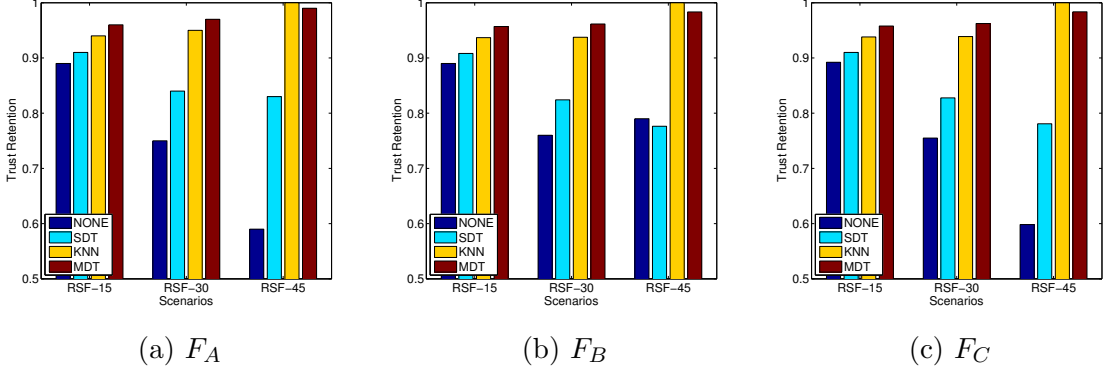 1
0.9
0.8
0.7
0.6
0.5
Trust Retention
NONE
SDT
KNN
MDT
RSF-15 RSF-30 RSF-45
Scenarios
(a) F_A
1
0.9
0.8
0.7
0.6
0.5
Trust Retention
NONE
SDT
KNN
MDT
RSF-15 RSF-30 RSF-45
Scenarios
(b) F_B
1
0.9
0.8
0.7
0.6
0.5
Trust Retention
NONE
SDT
KNN
MDT
RSF-15 RSF-30 RSF-45
Scenarios
(c) F_C